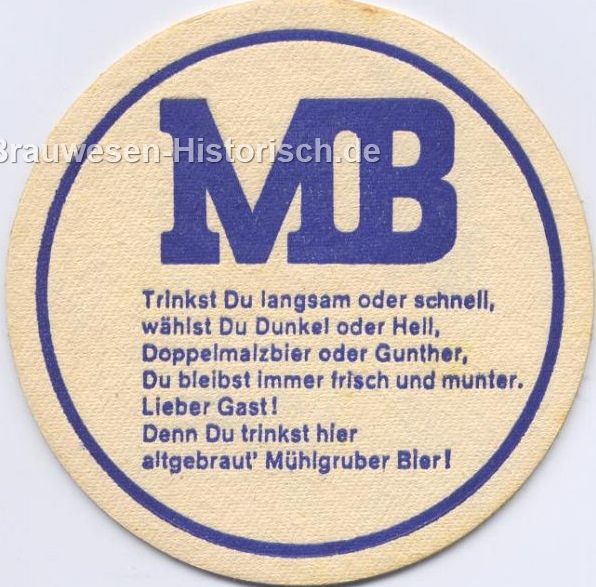 MB
Brauwesen-Historisch.de
Trinkst Du langsam oder schnell,
wählst Du Dunkel oder Hell,
Doppelmalzbier oder Gunther,
Du bleibst immer frisch und munter.
Lieber Gast!
Denn Du trinkst hier
altgebraut' Mühlgruber Bier!